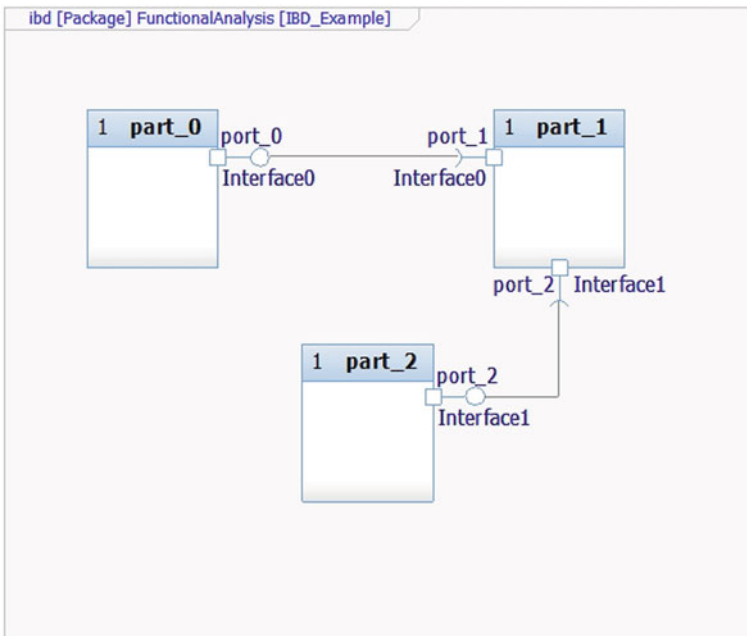 ibd [Package] FunctionalAnalysis [IBD_Example]
1 part_0
port_0
Interface0
port_1
Interface0
1 part_1
port_2
Interface1
1 part_2
port_2
Interface1